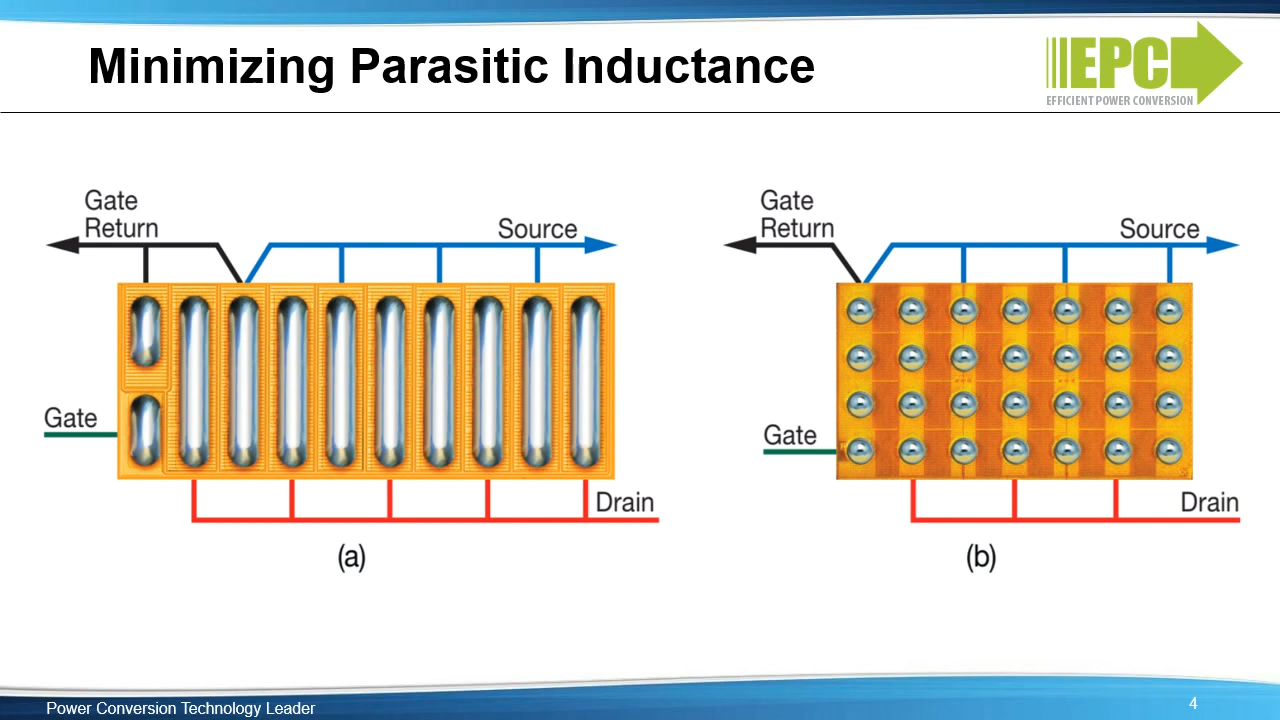 Minimizing Parasitic Inductance
EPC
EFFICIENT POWER CONVERSION
Gate
Return
Source
Gate
Drain
(a)
Gate
Return
Source
Gate
Drain
(b)
Power Conversion Technology Leader
4